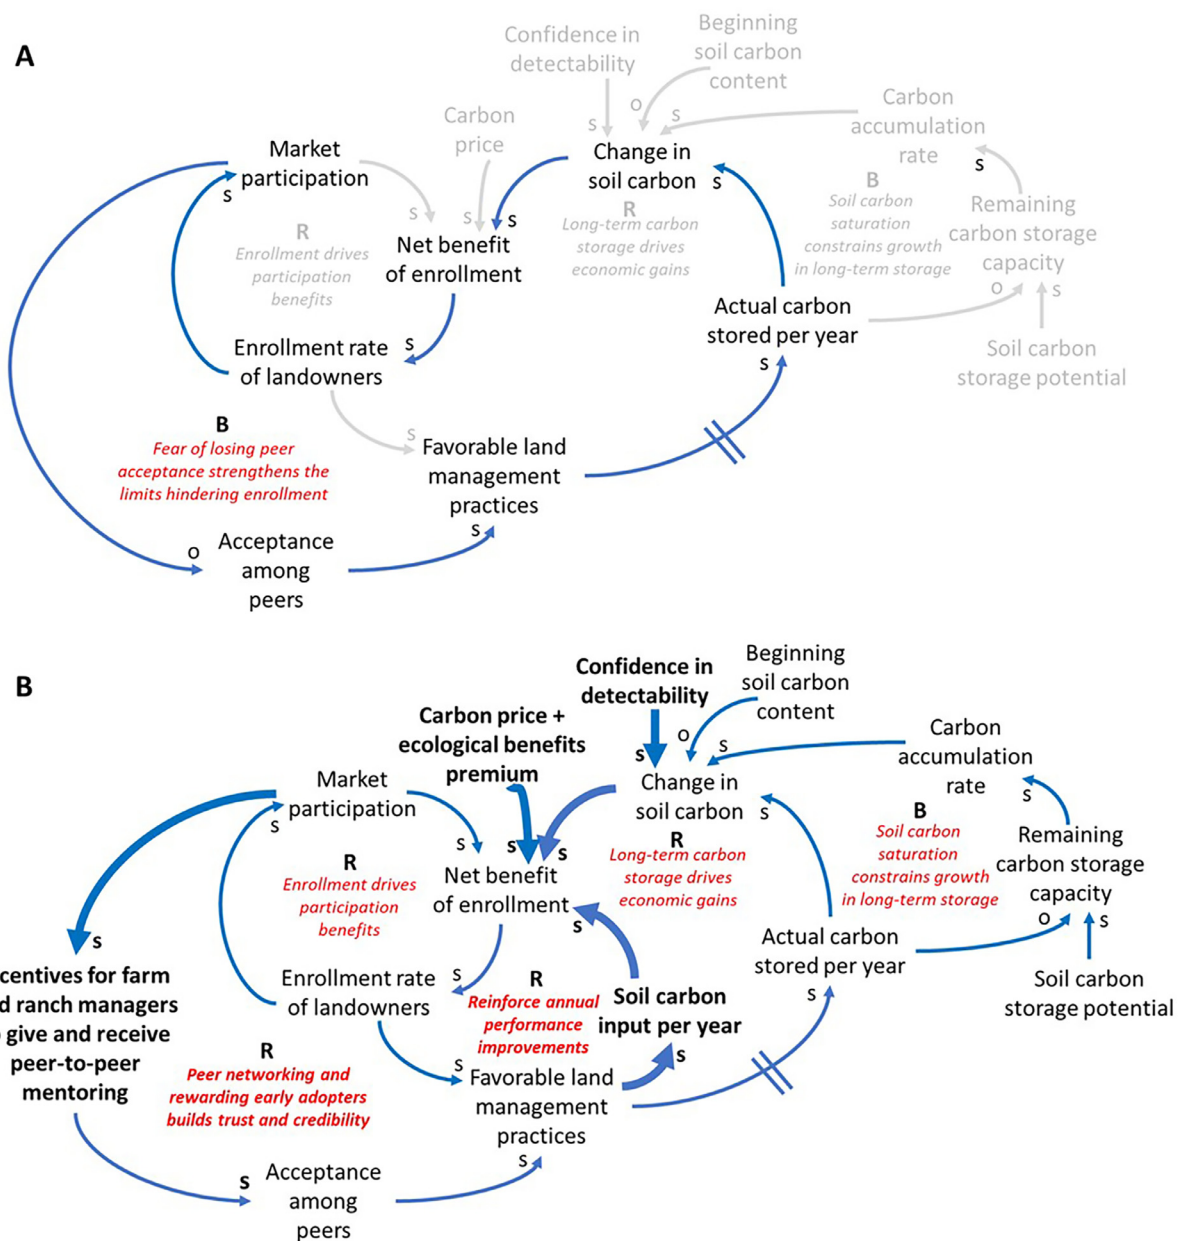 A
Confidence in
detectability
Beginning
soil carbon
content
s
o
s
Carbon
accumulation
rate
s
Carbon
price
Market
participation
s
s
s
s
Change in
soil carbon
s
R
Long-term carbon
storage drives
economic gains
B
Soil carbon
saturation
constrains growth
in long-term storage
Remaining
carbon storage
capacity
o
s
R
Enrollment drives
participation
benefits
Net benefit
of enrollment
Actual carbon
stored per year
s
Soil carbon
storage potential
Enrollment rate
of landowners
s
B
Fear of losing peer
acceptance strengthens the
limits hindering enrollment
s
Favorable land
management
practices
s
o
Acceptance
among
peers
B
Confidence in
detectability
Beginning
soil carbon
content
s
o
s
Carbon price +
ecological benefits
premium
Carbon
accumulation
rate
s
Market
participation
s
s
s
s
Change in
soil carbon
s
R
Long-term carbon
storage drives
economic gains
B
Soil carbon
saturation
constrains growth
in long-term storage
Remaining
carbon storage
capacity
o
s
R
Enrollment drives
participation
benefits
Net benefit
of enrollment
s
Actual carbon
stored per year
s
Soil carbon
storage potential
s
centives for farm
ranch managers
give and receive
peer-to-peer
mentoring
Enrollment rate
of landowners
s
R
Reinforce annual
performance
improvements
Soil carbon
input per year
s
R
Peer networking and
rewarding early adopters
builds trust and credibility
s
Favorable land
management
practices
s
s
Acceptance
among
peers